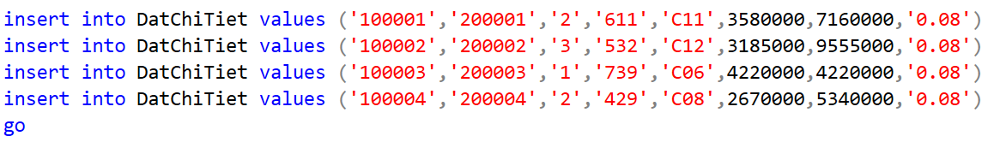 insert into DatChiTiet values ('100001','200001','2','611','C11',3580000,7160000,'0.08')
insert into DatChiTiet values ('100002','200002','3','532','C12',3185000,9555000,'0.08')
insert into DatChiTiet values ('100003','200003','1','739','C06',4220000,4220000,'0.08')
insert into DatChiTiet values ('100004','200004','2','429','C08',2670000,5340000,'0.08')
go